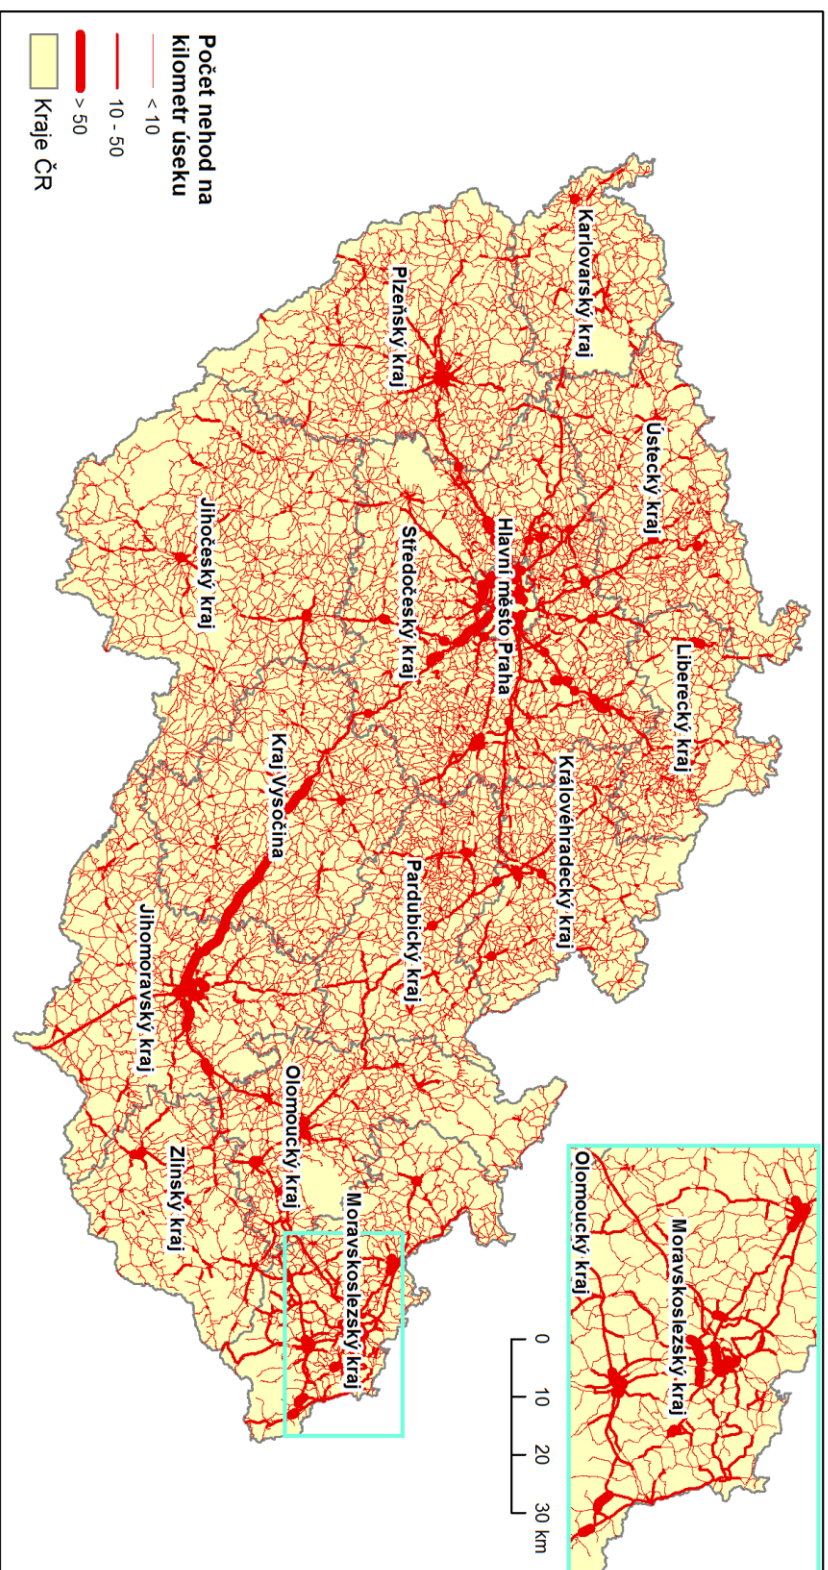 Olomoucký kraj
Moravskoslezský kraj
0 10 20 30 km
Karlovarský kraj
Ústecký kraj
Liberecký kraj
Královéhradecký kraj
Hlavní město Praha
Plzeňský kraj
Středočeský kraj
Pardubický kraj
Jihočeský kraj
Kraj Vysočina
Jihomoravský kraj
Olomoucký kraj
Zlínský kraj
Moravskoslezský kraj
Počet nehod na
kilometr úseku
< 10
10 - 50
> 50
Kraje ČR